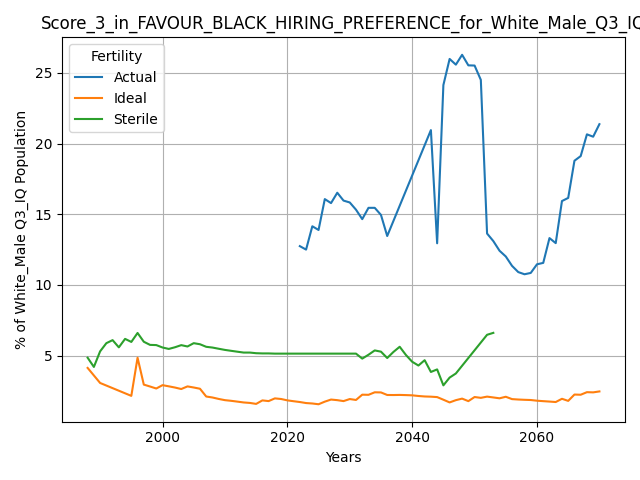 Score_3_in_FAVOUR_BLACK_HIRING_PREFERENCE_for_White_Male_Q3_IQ
Fertility
Actual
Ideal
Sterile
% of White_Male Q3_IQ Population
25
20
15
10
5
2000 2020 2040 2060
Years